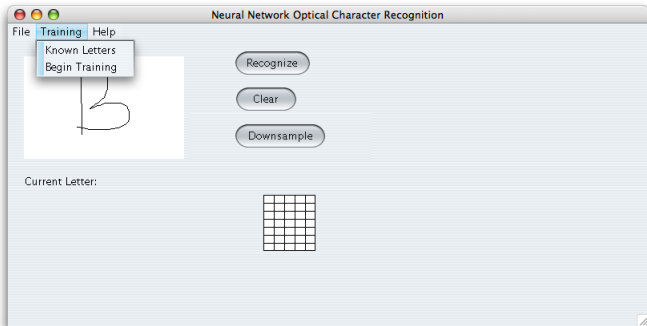 Neural Network Optical Character Recognition
File Training Help
Known Letters
Begin Training
B
Recognize
Clear
Downsample
Current Letter: